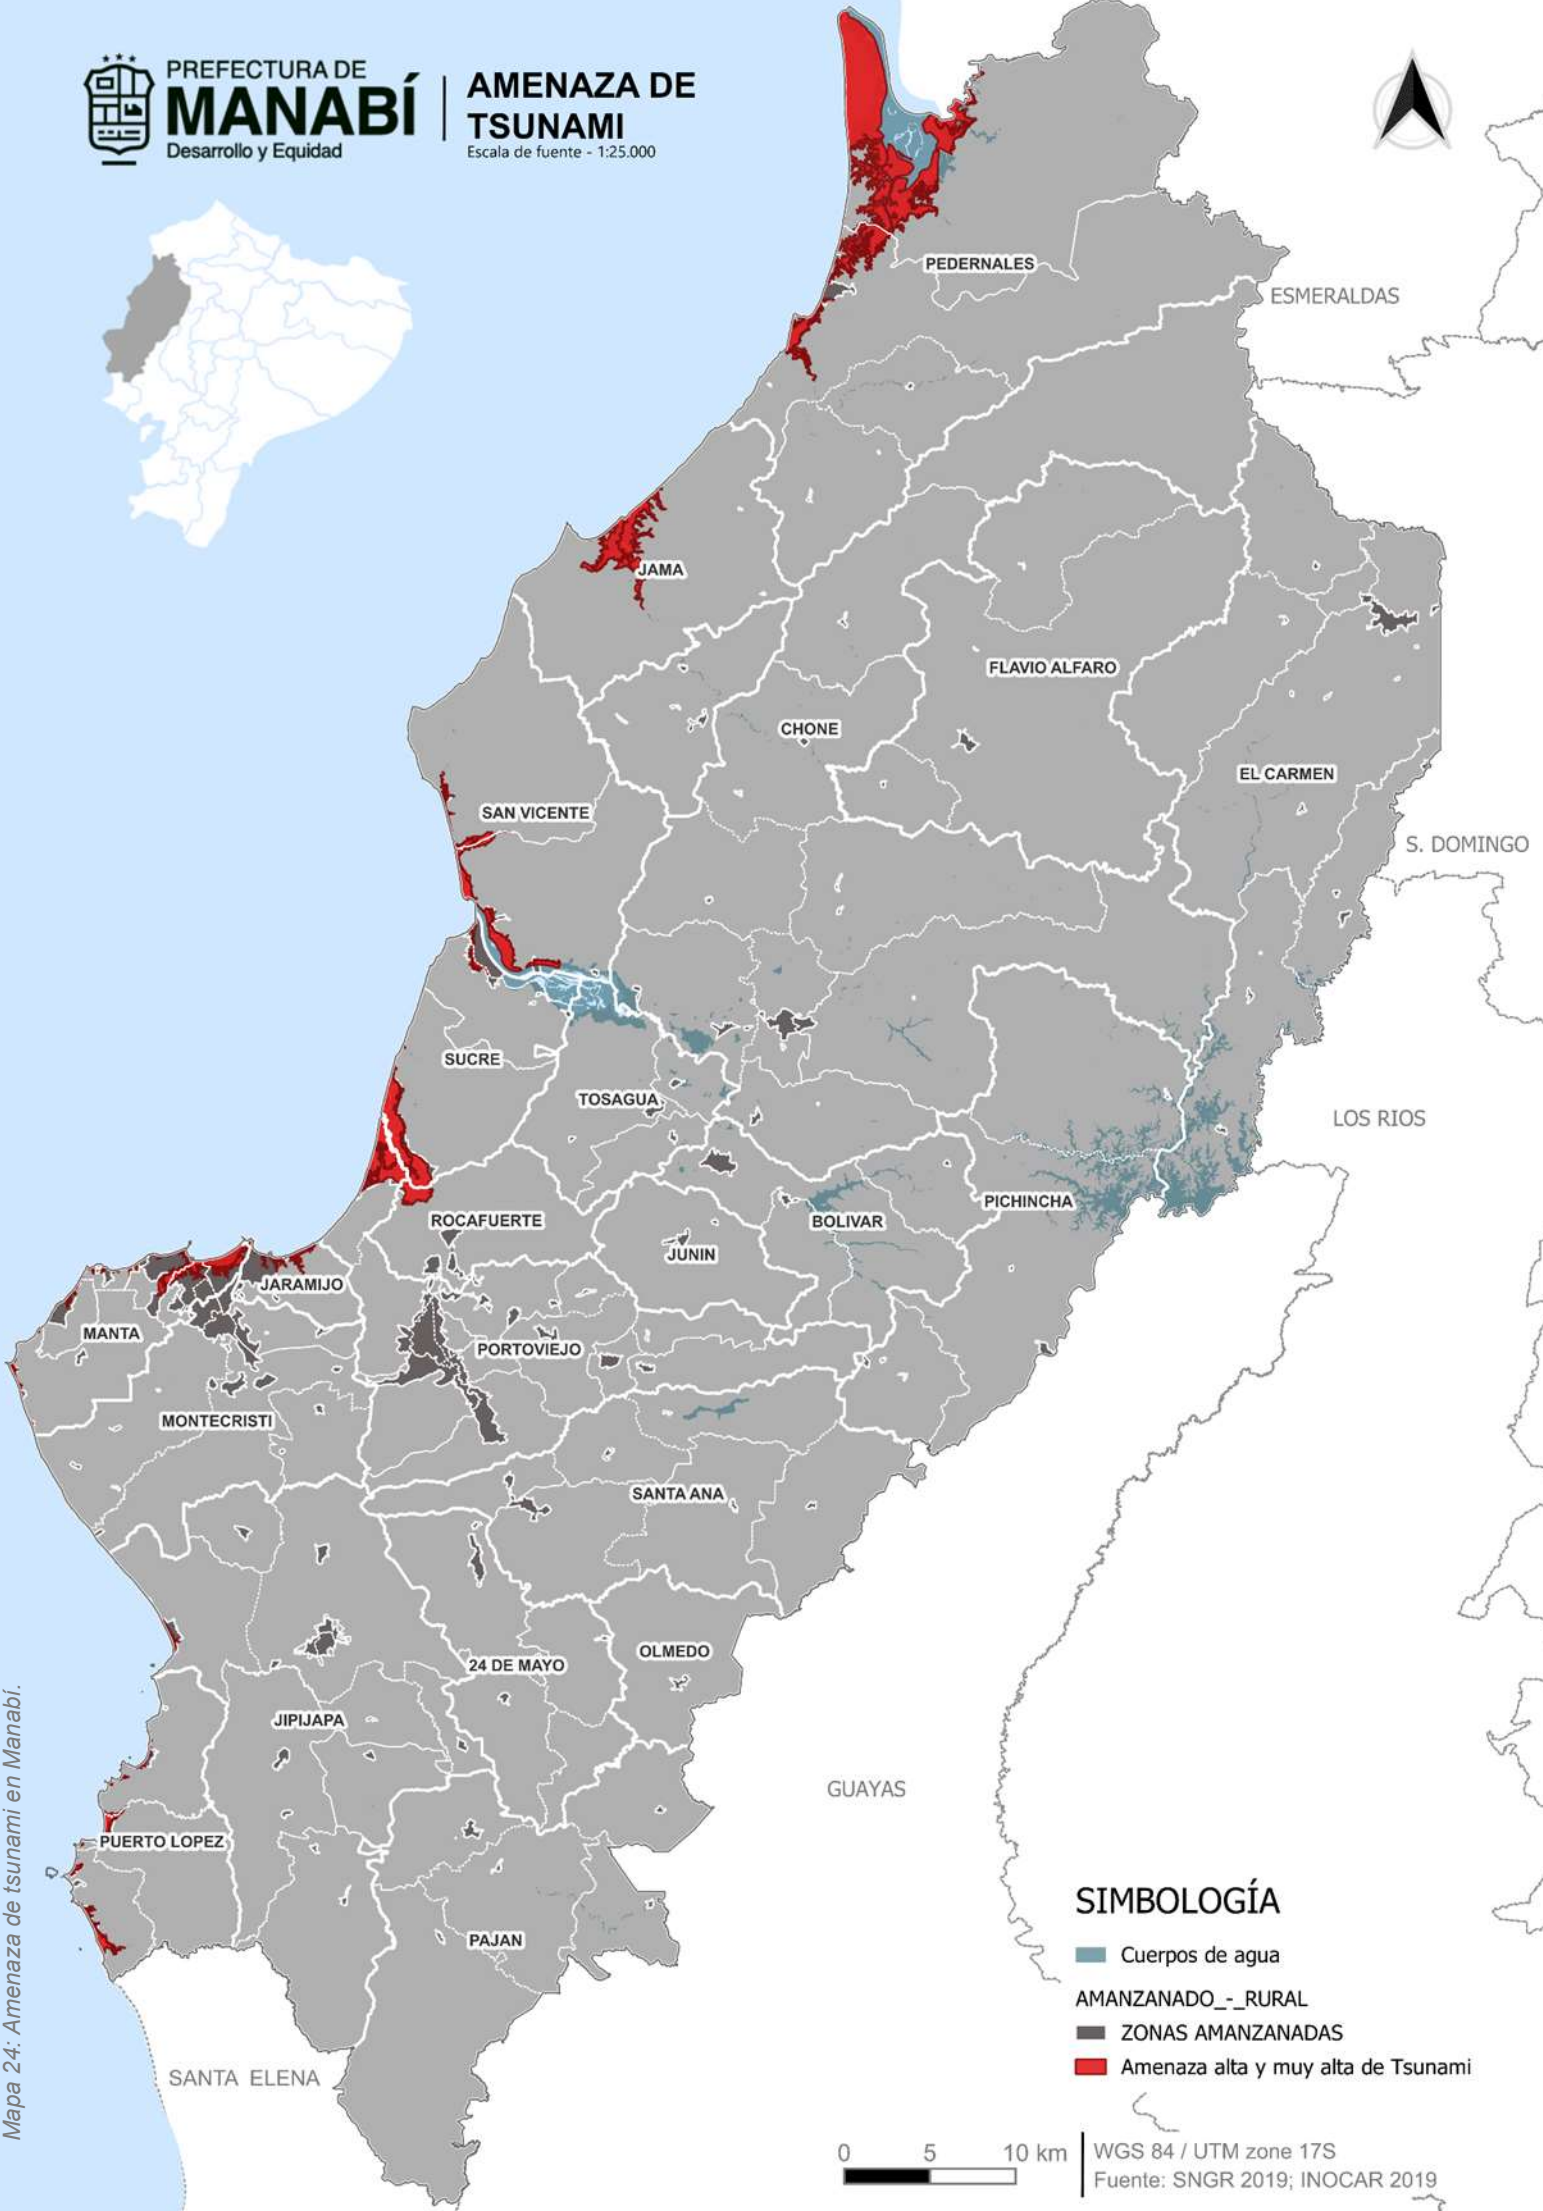 PREFECTURA DE
MANABÍ
Desarrollo y Equidad
AMENAZA DE
TSUNAMI
Escala de fuente - 1:25.000
PEDERNALES
ESMERALDAS
JAMA
FLAVIO ALFARO
CHONE
EL CARMEN
SAN VICENTE
S. DOMINGO
SUCRE
TOSAGUA
LOS RIOS
PICHINCHA
ROCAFUERTE
BOLIVAR
JUNIN
JARAMIJO
MANTA
PORTOVIEJO
MONTECRISTI
SANTA ANA
OLMEDO
24 DE MAYO
JIPIJAPA
GUAYAS
PUERTO LOPEZ
PAJAN
SANTA ELENA
Mapa 24: Amenaza de tsunami en Manabí.
SIMBOLOGÍA
Cuerpos de agua
AMANZANADO_-_RURAL
ZONAS AMANZANADAS
Amenaza alta y muy alta de Tsunami
0 5 10 km
WGS 84 / UTM zone 17S
Fuente: SNGR 2019; INOCAR 2019